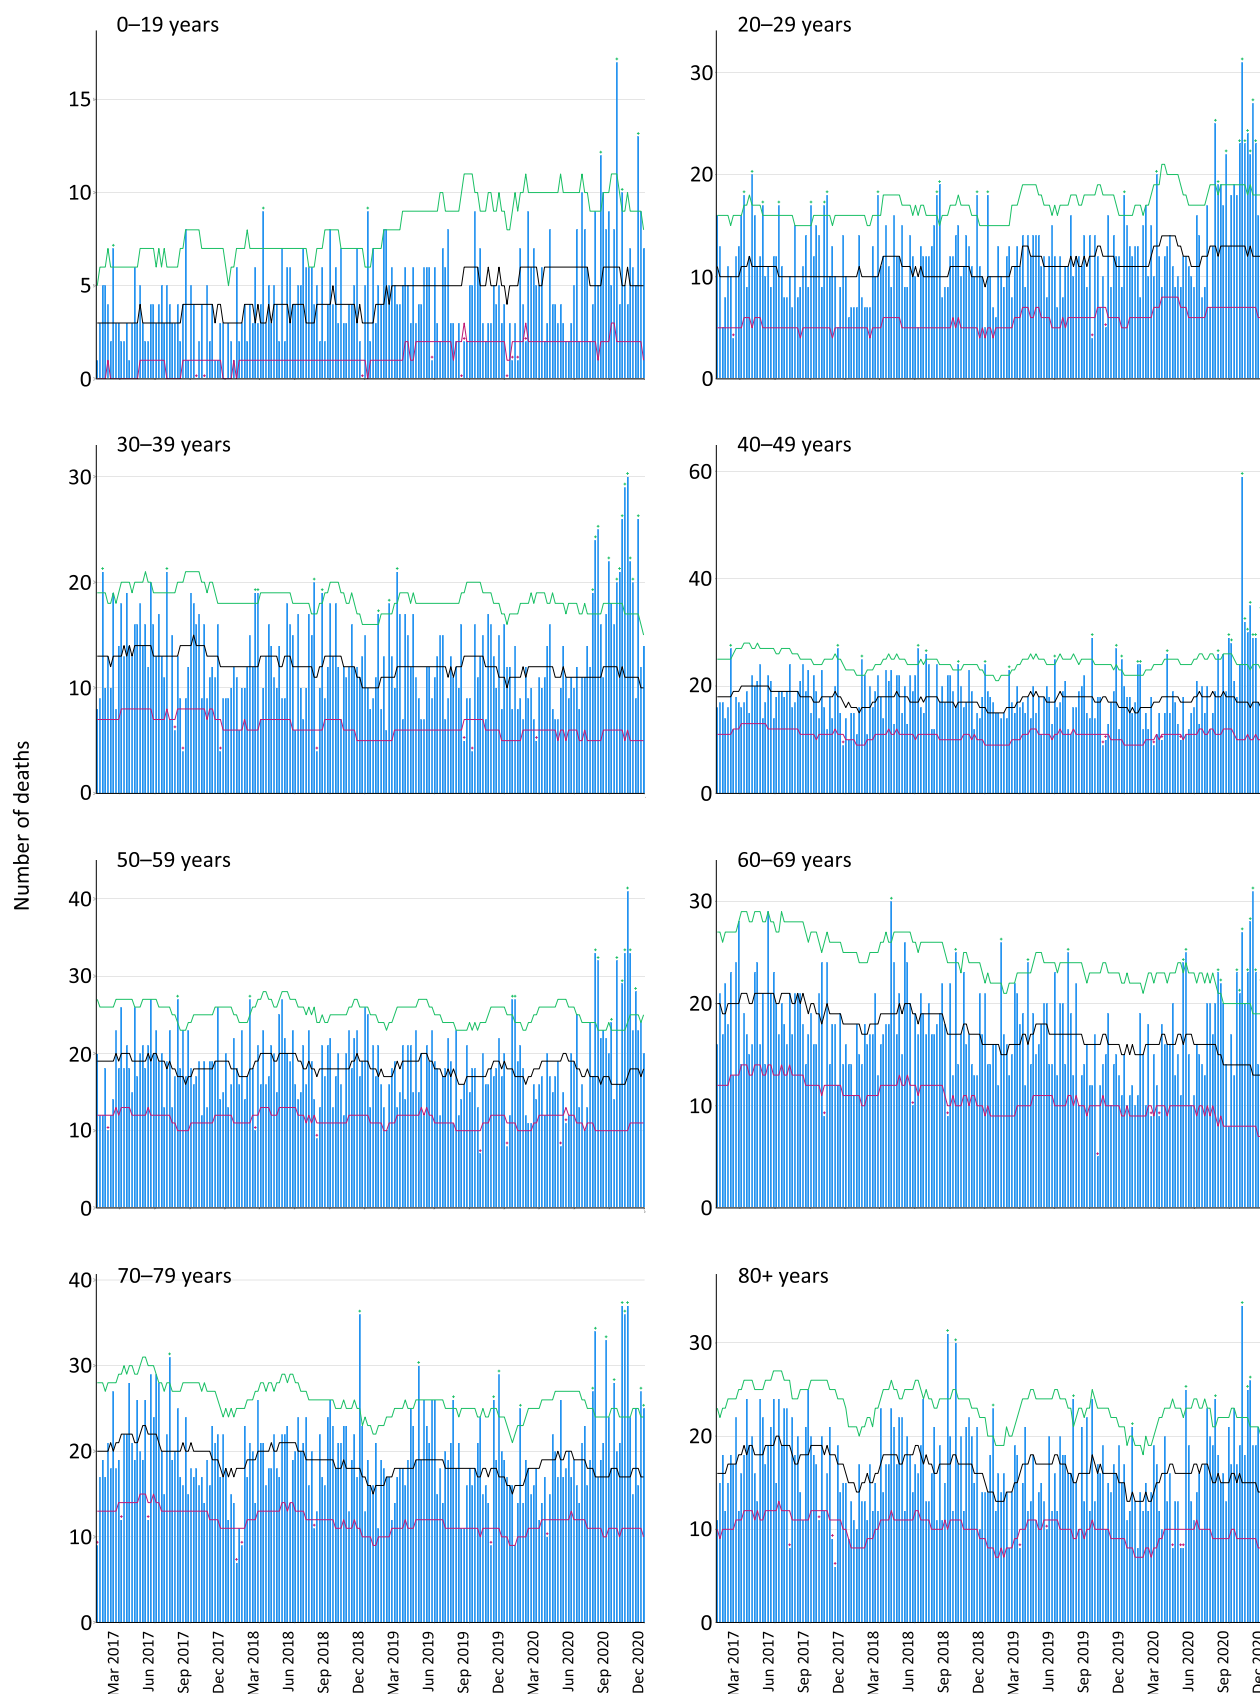 0–19 years
20–29 years
15
10
5
0
30
20
10
0
30–39 years
40–49 years
30
20
10
0
60
40
20
0
Number of deaths
50–59 years
60–69 years
40
30
20
10
0
30
20
10
0
70–79 years
80+ years
40
30
20
10
0
30
20
10
0
Mar 2017
Jun 2017
Sep 2017
Dec 2017
Mar 2018
Jun 2018
Sep 2018
Dec 2018
Mar 2019
Jun 2019
Sep 2019
Dec 2019
Mar 2020
Jun 2020
Sep 2020
Dec 2020
Mar 2017
Jun 2017
Sep 2017
Dec 2017
Mar 2018
Jun 2018
Sep 2018
Dec 2018
Mar 2019
Jun 2019
Sep 2019
Dec 2019
Mar 2020
Jun 2020
Sep 2020
Dec 2020